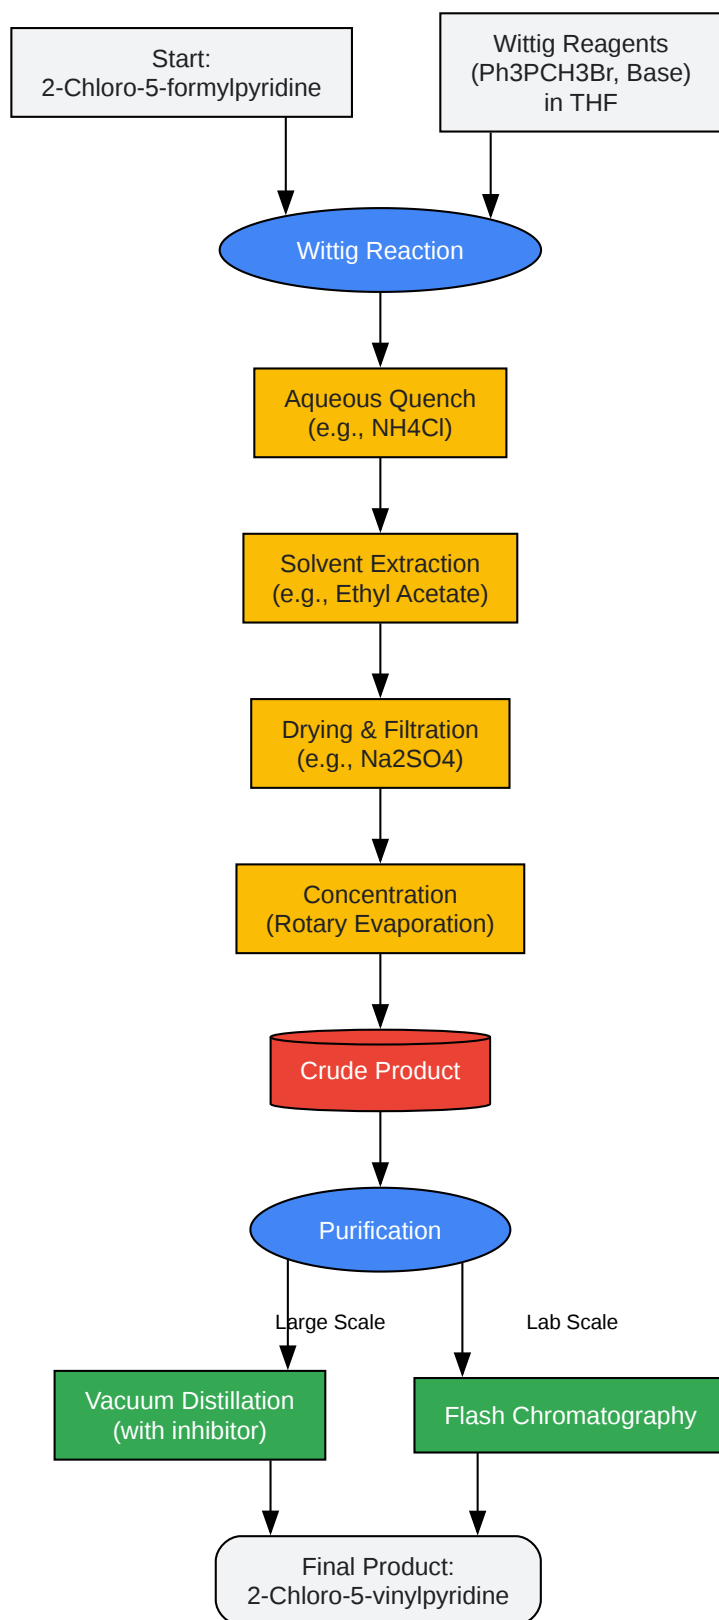 Start:
2-Chloro-5-formylpyridine
Wittig Reagents
(Ph3PCH3Br, Base)
in THF
Wittig Reaction
Aqueous Quench
(e.g., NH4Cl)
Solvent Extraction
(e.g., Ethyl Acetate)
Drying & Filtration
(e.g., Na2SO4)
Concentration
(Rotary Evaporation)
Crude Product
Purification
Large Scale
Lab Scale
Vacuum Distillation
(with inhibitor)
Flash Chromatography
Final Product:
2-Chloro-5-vinylpyridine